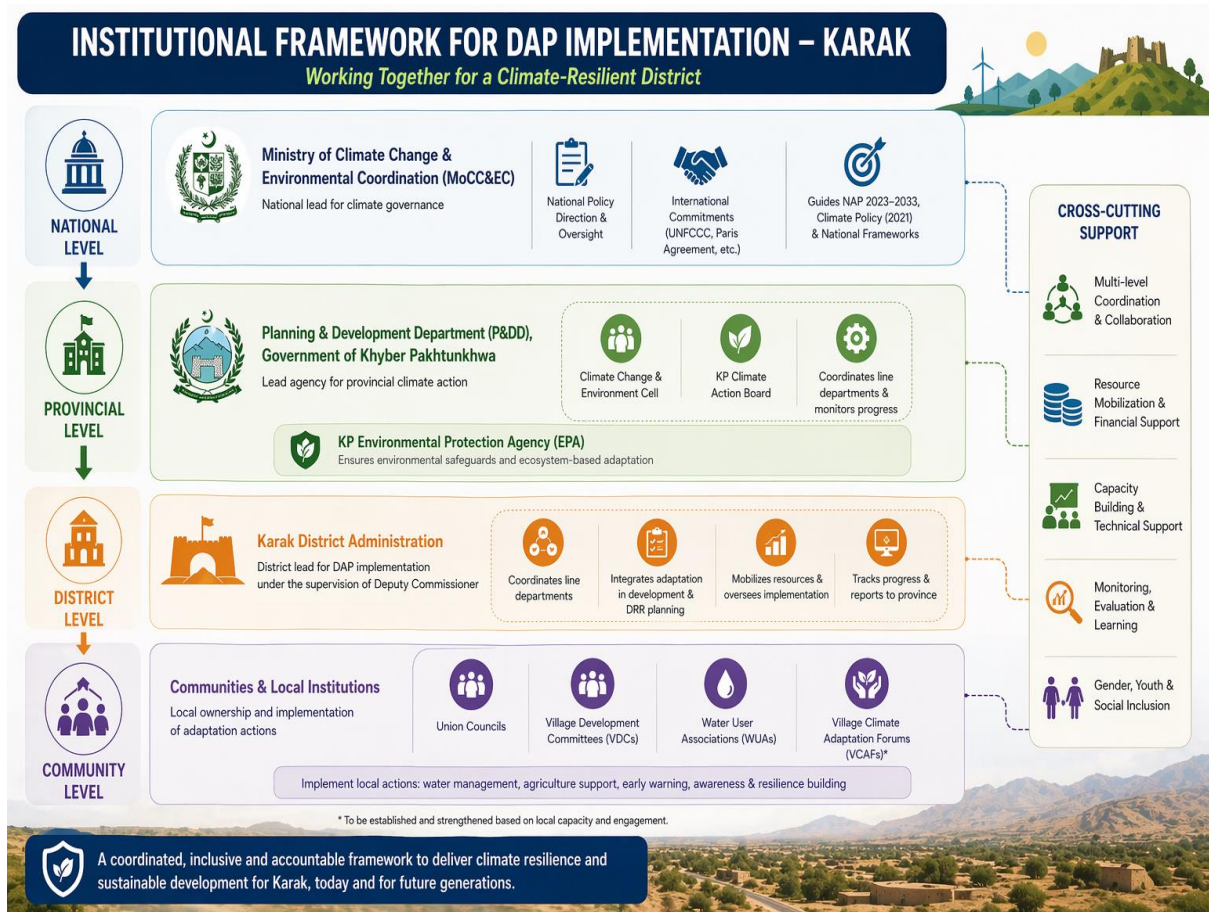 INSTITUTIONAL FRAMEWORK FOR DAP IMPLEMENTATION – KARAK
Working Together for a Climate-Resilient District
NATIONAL
LEVEL
Ministry of Climate Change &
Environmental Coordination (MoCC&EC)
National lead for climate governance
National Policy
Direction &
Oversight
International
Commitments
(UNFCCC, Paris
Agreement, etc.)
Guides NAP 2023–2033,
Climate Policy (2021)
& National Frameworks
PROVINCIAL
LEVEL
Planning & Development Department (P&DD),
Government of Khyber Pakhtunkhwa
Lead agency for provincial climate action
Climate Change &
Environment Cell
KP Climate
Action Board
Coordinates line
departments &
monitors progress
KP Environmental Protection Agency (EPA)
Ensures environmental safeguards and ecosystem-based adaptation
DISTRICT
LEVEL
Karak District Administration
District lead for DAP implementation
under the supervision of Deputy Commissioner
Coordinates line
departments
Integrates adaptation
in development &
DRR planning
Mobilizes resources &
oversees implementation
Tracks progress &
reports to province
COMMUNITY
LEVEL
Communities & Local Institutions
Local ownership and implementation
of adaptation actions
Union Councils
Village Development
Committees (VDCs)
Water User
Associations (WUAs)
Village Climate
Adaptation Forums
(VCAFs)*
Implement local actions: water management, agriculture support, early warning, awareness & resilience building
* To be established and strengthened based on local capacity and engagement.
CROSS-CUTTING
SUPPORT
Multi-level
Coordination
& Collaboration
Resource
Mobilization &
Financial Support
Capacity
Building &
Technical Support
Monitoring,
Evaluation &
Learning
Gender, Youth &
Social Inclusion
A coordinated, inclusive and accountable framework to deliver climate resilience and
sustainable development for Karak, today and for future generations.